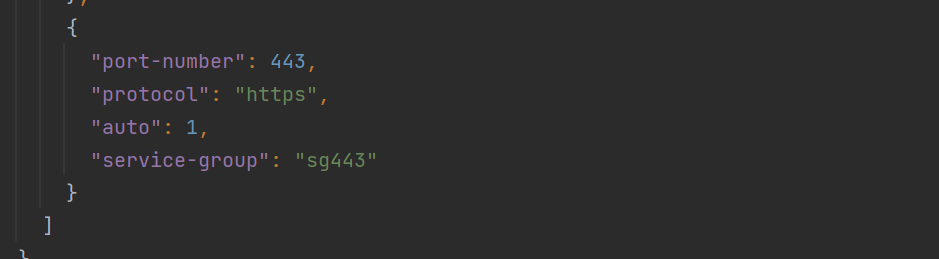 },
{
"port-number": 443,
"protocol": "https",
"auto": 1,
"service-group": "sg443"
}
]
}